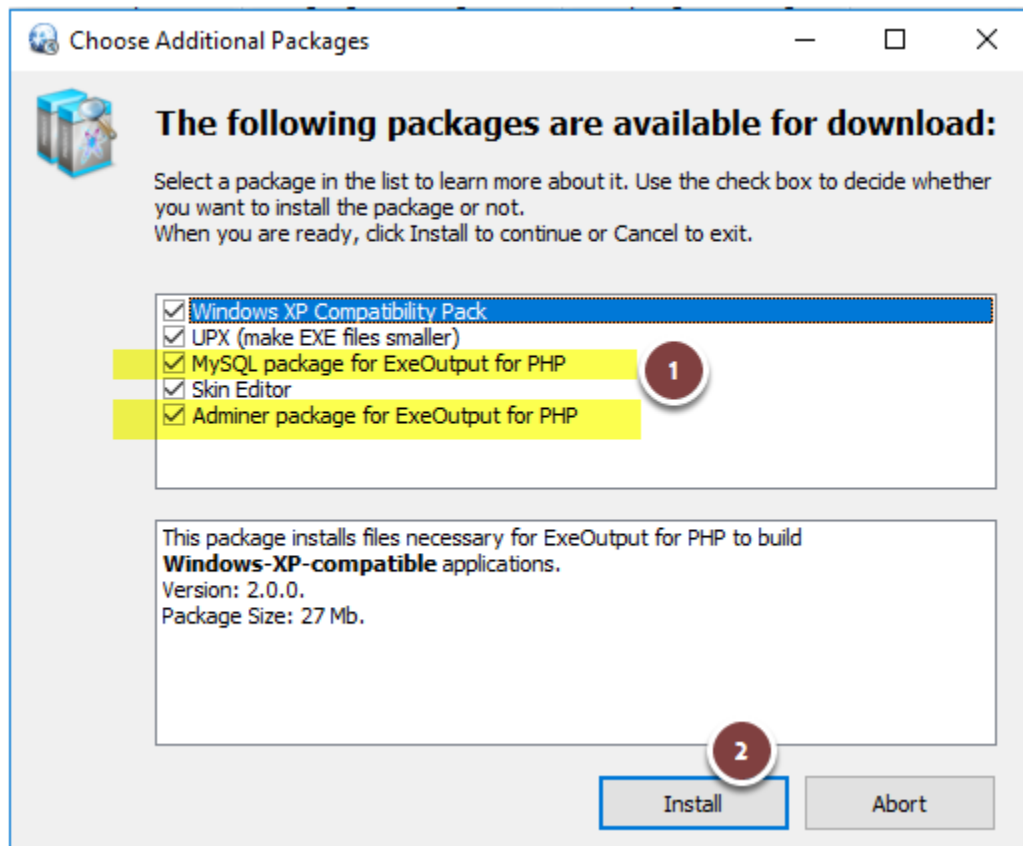 Choose Additional Packages
The following packages are available for download:
Select a package in the list to learn more about it. Use the check box to decide whether
you want to install the package or not.
When you are ready, click Install to continue or Cancel to exit.
Windows XP Compatibility Pack
UPX (make EXE files smaller)
MySQL package for ExeOutput for PHP
1
Skin Editor
Adminer package for ExeOutput for PHP
This package installs files necessary for ExeOutput for PHP to build
Windows-XP-compatible applications.
Version: 2.0.0.
Package Size: 27 Mb.
2
Install
Abort